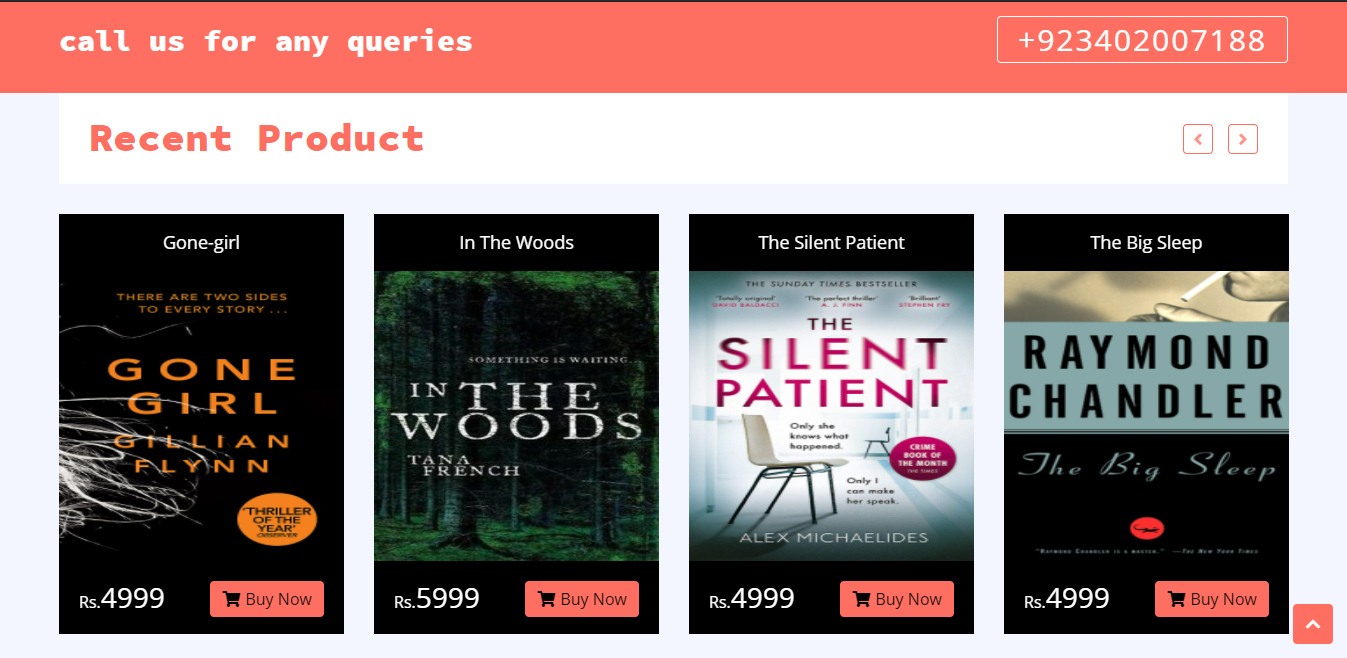 call us for any queries
+923402007188
Recent Product
Gone-girl
In The Woods
The Silent Patient
The Big Sleep
THERE ARE TWO SIDES
TO EVERY STORY . . .
GONE
GIRL
GILLIAN
FLYNN
'THRILLER
OF THE
YEAR'
OBSERVER
SOMETHING IS WAITING...
IN THE
WOODS
TANA
FRENCH
THE SUNDAY TIMES BESTSELLER
'Totally original'
DAVID BALDACCI
'The perfect thriller'
A. J. FINN
'Brilliant'
STEPHEN FRY
THE
SILENT
PATIENT
Only she
knows what
happened.
CRIME
BOOK OF
THE MONTH
THE TIMES
Only I
can make
her speak.
ALEX MICHAELIDES
RAYMOND
CHANDLER
The Big Sleep
"RAYMOND CHANDLER IS A MASTER." —The New York Times
Rs.4999
Buy Now
Rs.5999
Buy Now
Rs.4999
Buy Now
Rs.4999
Buy Now